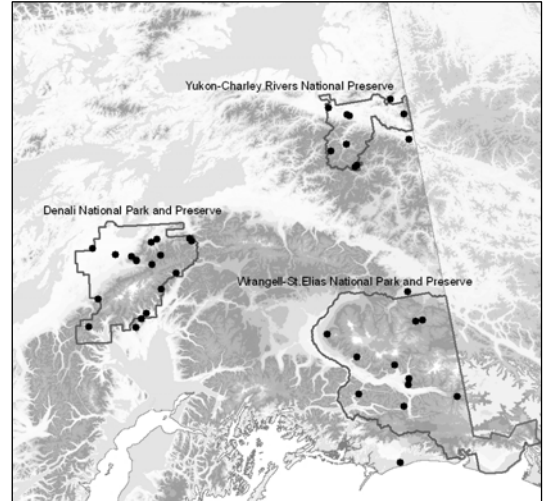 Yukon-Charley Rivers National Preserve
Denali National Park and Preserve
Wrangell-St.Elias National Park and Preserve